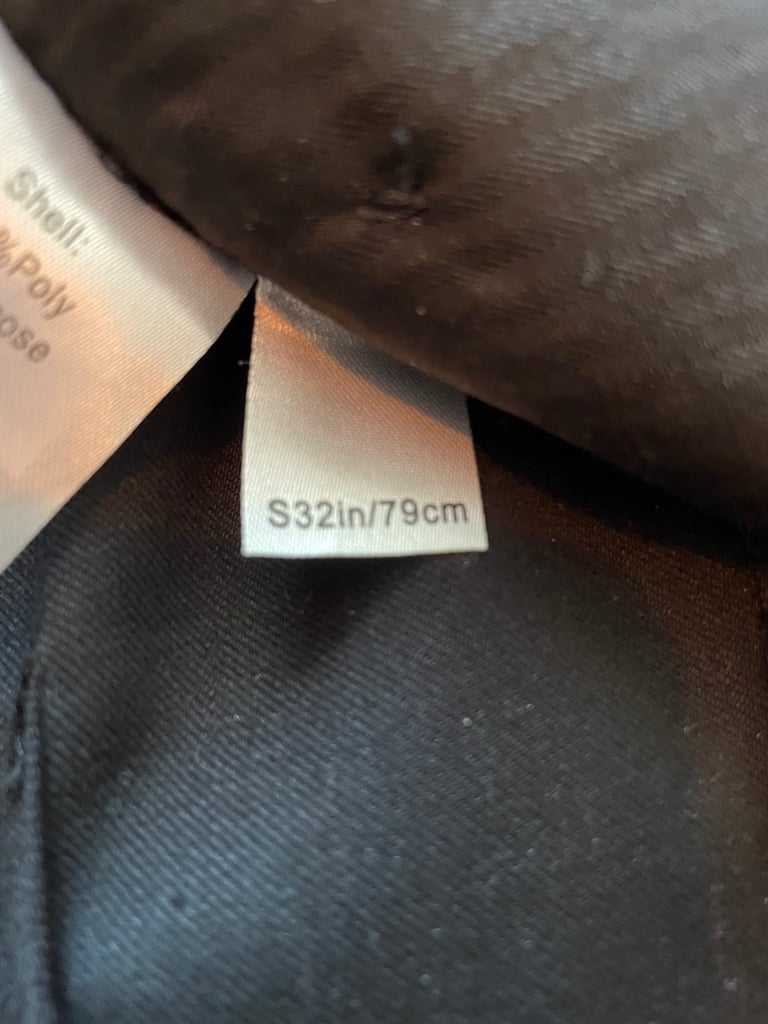 Shell:
%Poly
ose
S32in/79cm